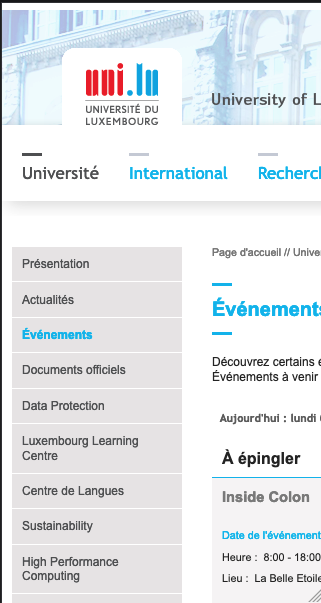 uni.lu
UNIVERSITÉ DU
LUXEMBOURG
University of L
Université
International
Recherch
Présentation
Actualités
Événements
Documents officiels
Data Protection
Luxembourg Learning
Centre
Centre de Langues
Sustainability
High Performance
Computing
Page d'accueil // Univer
Événements
Découvrez certains é
Événements à venir
Aujourd'hui : lundi
À épingler
Inside Colon
Date de l'événement
Heure : 8:00 - 18:00
Lieu : La Belle Etoile